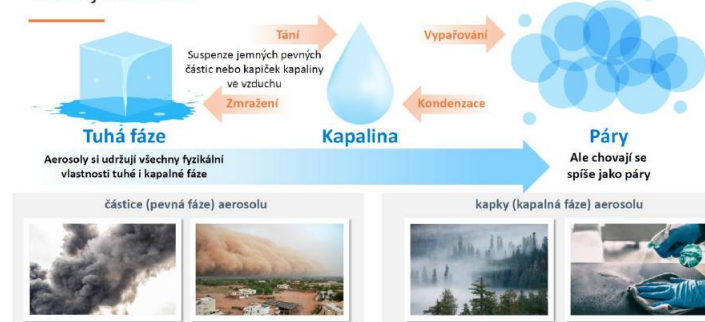 Tání
Vypařování
Suspenze jemných pevných
částic nebo kapiček kapaliny
ve vzduchu
Zmražení
Kondenzace
Tuhá fáze
Kapalina
Páry
Aerosoly si udržují všechny fyzikální
vlastnosti tuhé i kapalné fáze
Ale chovají se
spíše jako páry
částice (pevná fáze) aerosolu
kapky (kapalná fáze) aerosolu